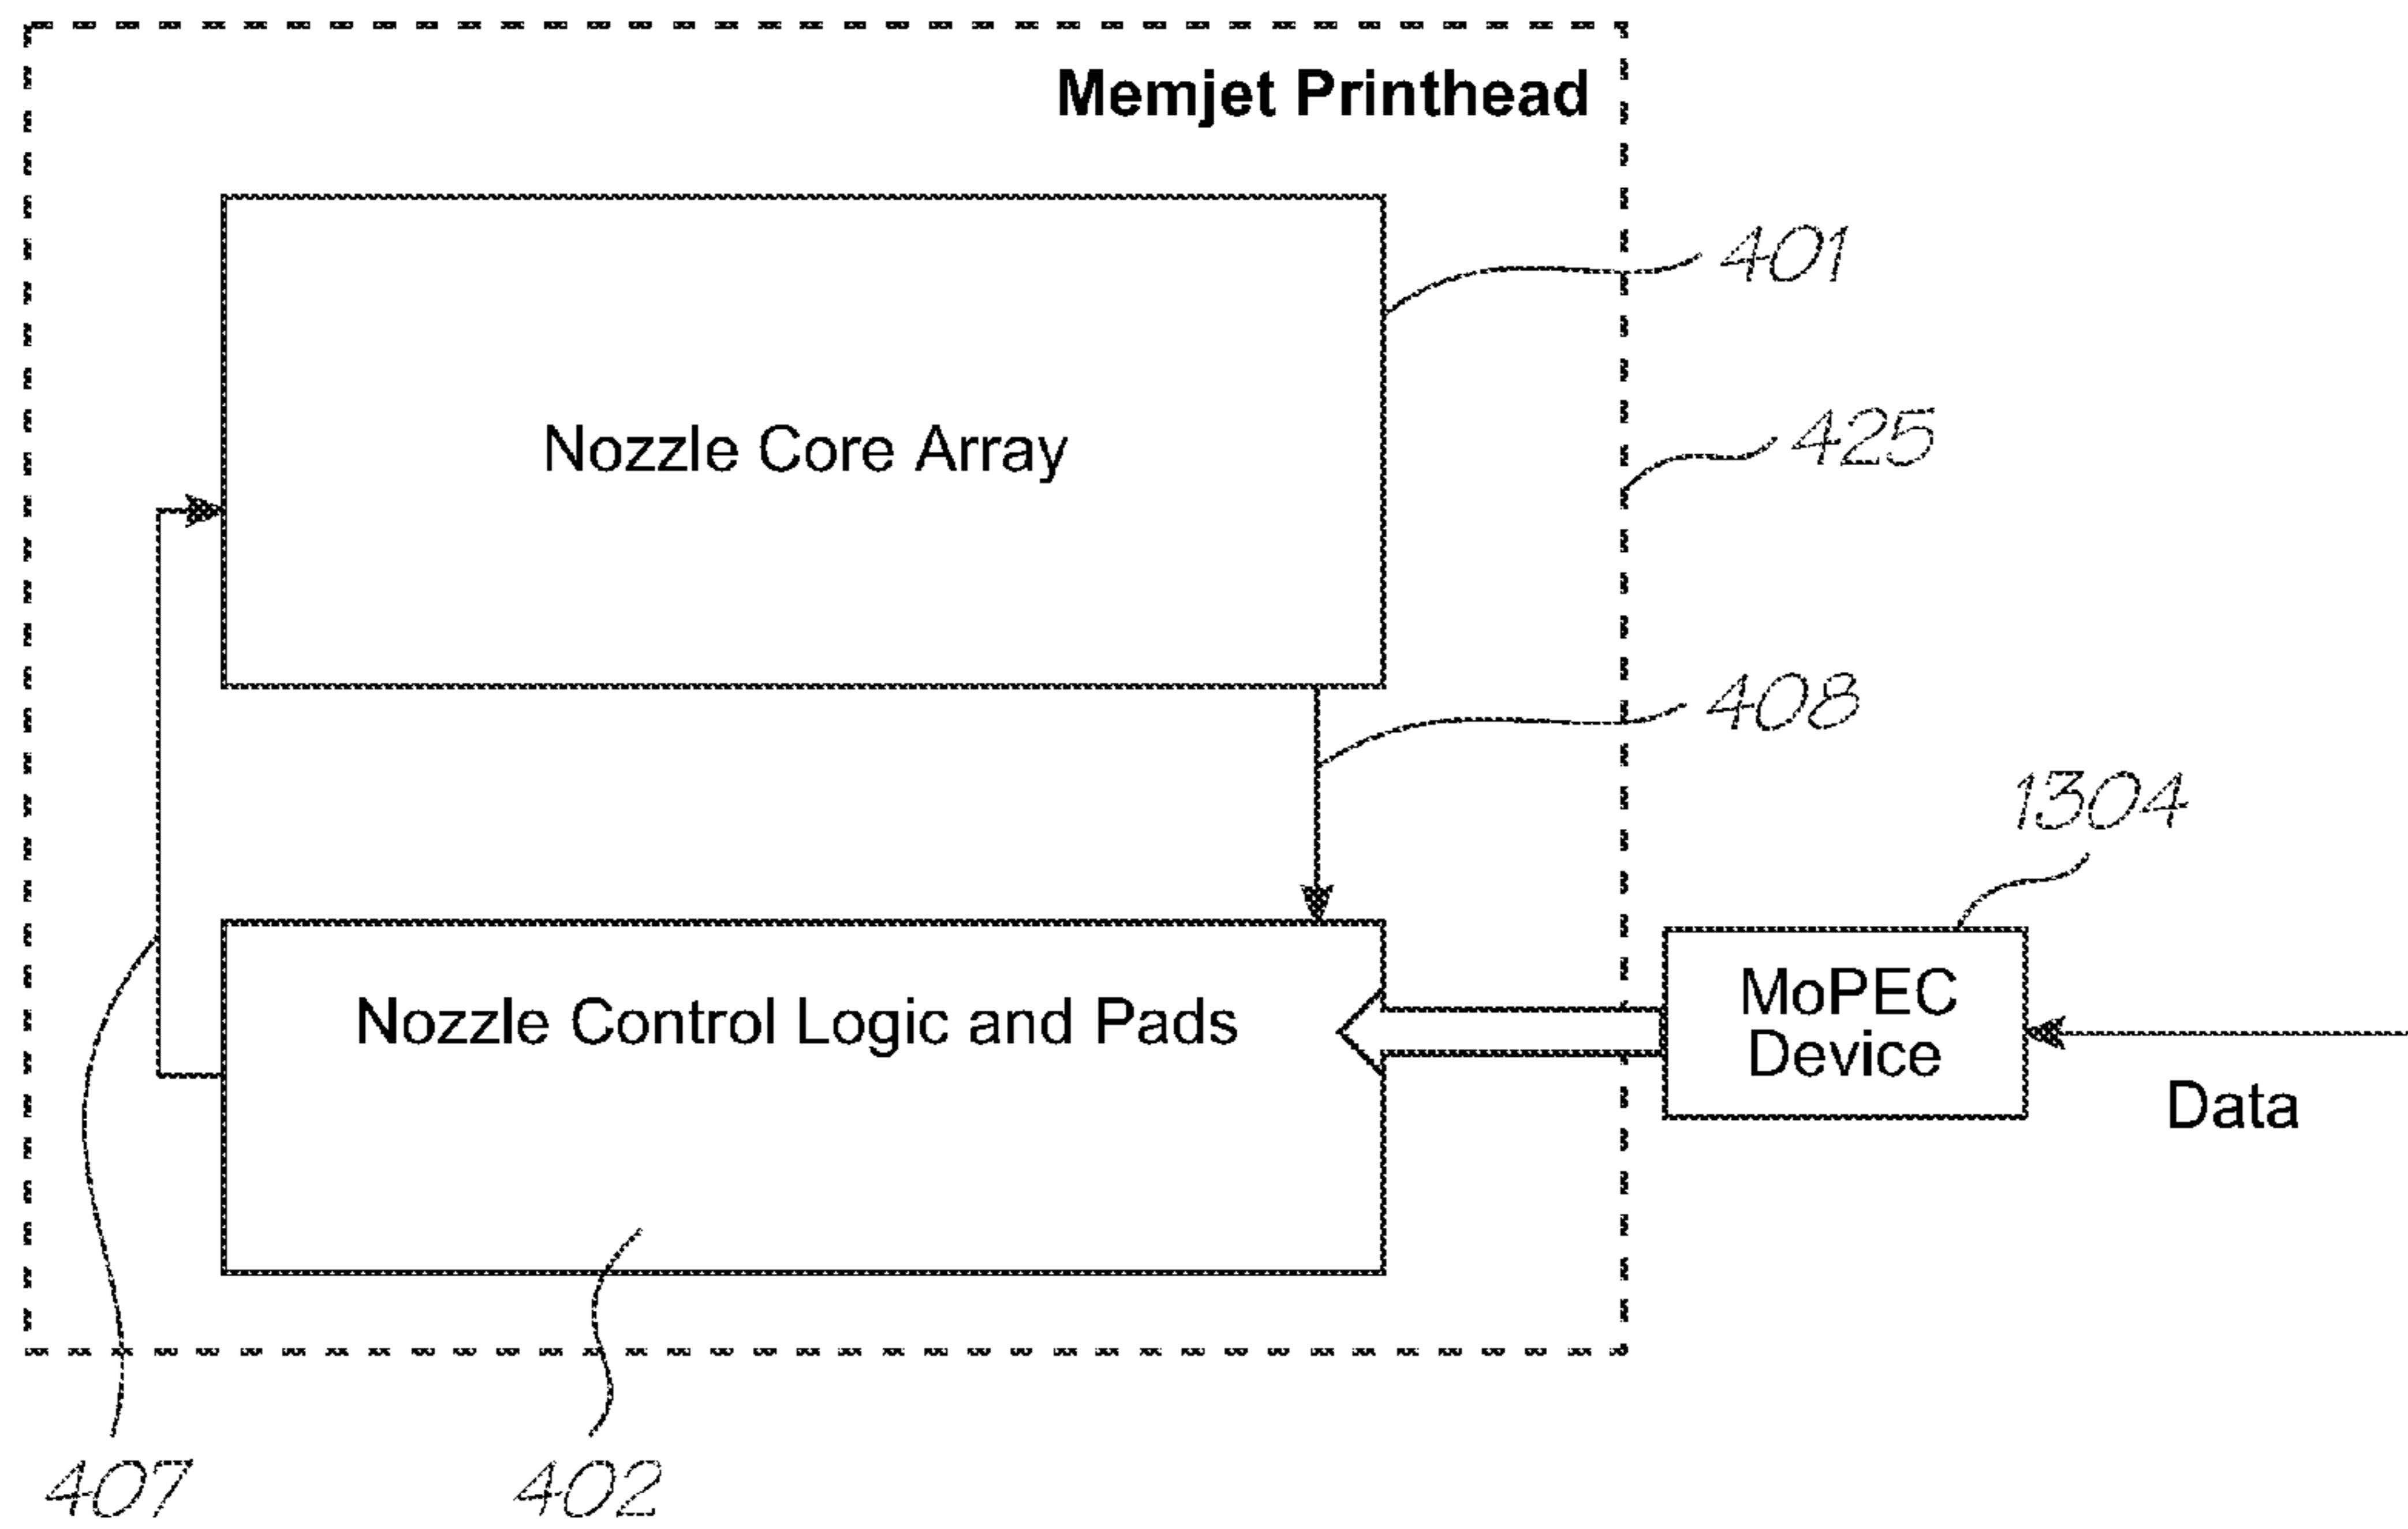 Memjet Printhead
401
425
Nozzle Core Array
408
1304
MoPEC
Device
Nozzle Control Logic and Pads
Data
407
402